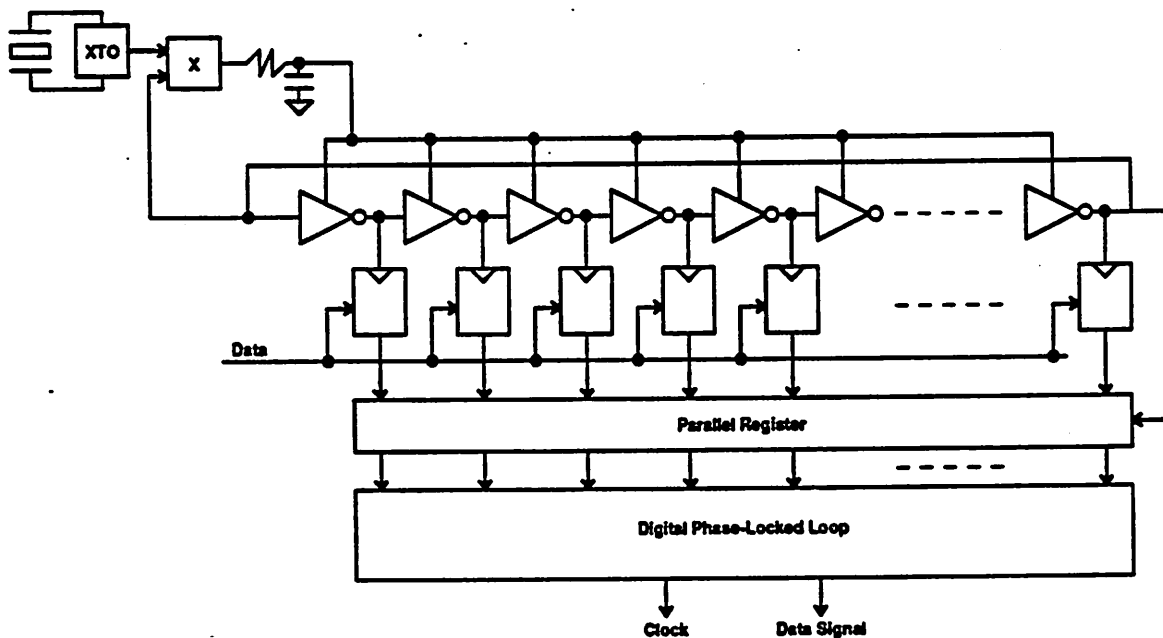 XTO
X
Data
Parallel Register
Digital Phase-Locked Loop
Clock
Data Signal